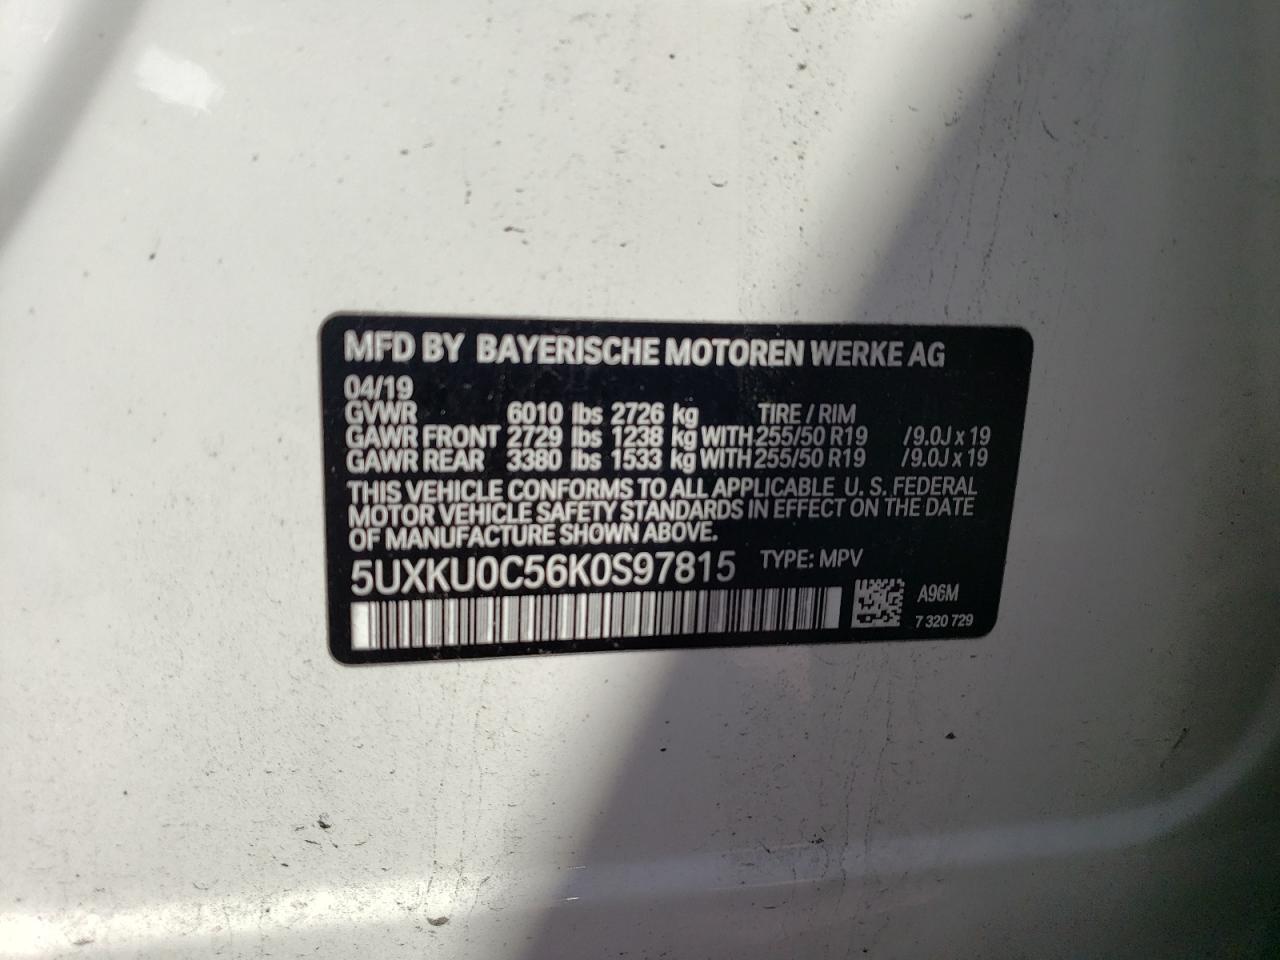 MFD BY BAYERISCHE MOTOREN WERKE AG
04/19
GVWR 6010 lbs 2726 kg TIRE / RIM
GAWR FRONT 2729 lbs 1238 kg WITH 255/50 R19 /9.0J x 19
GAWR REAR 3380 lbs 1533 kg WITH 255/50 R19 /9.0J x 19
THIS VEHICLE CONFORMS TO ALL APPLICABLE U. S. FEDERAL
MOTOR VEHICLE SAFETY STANDARDS IN EFFECT ON THE DATE
OF MANUFACTURE SHOWN ABOVE.
5UXKU0C56K0S97815 TYPE: MPV
A96M
7 320 729